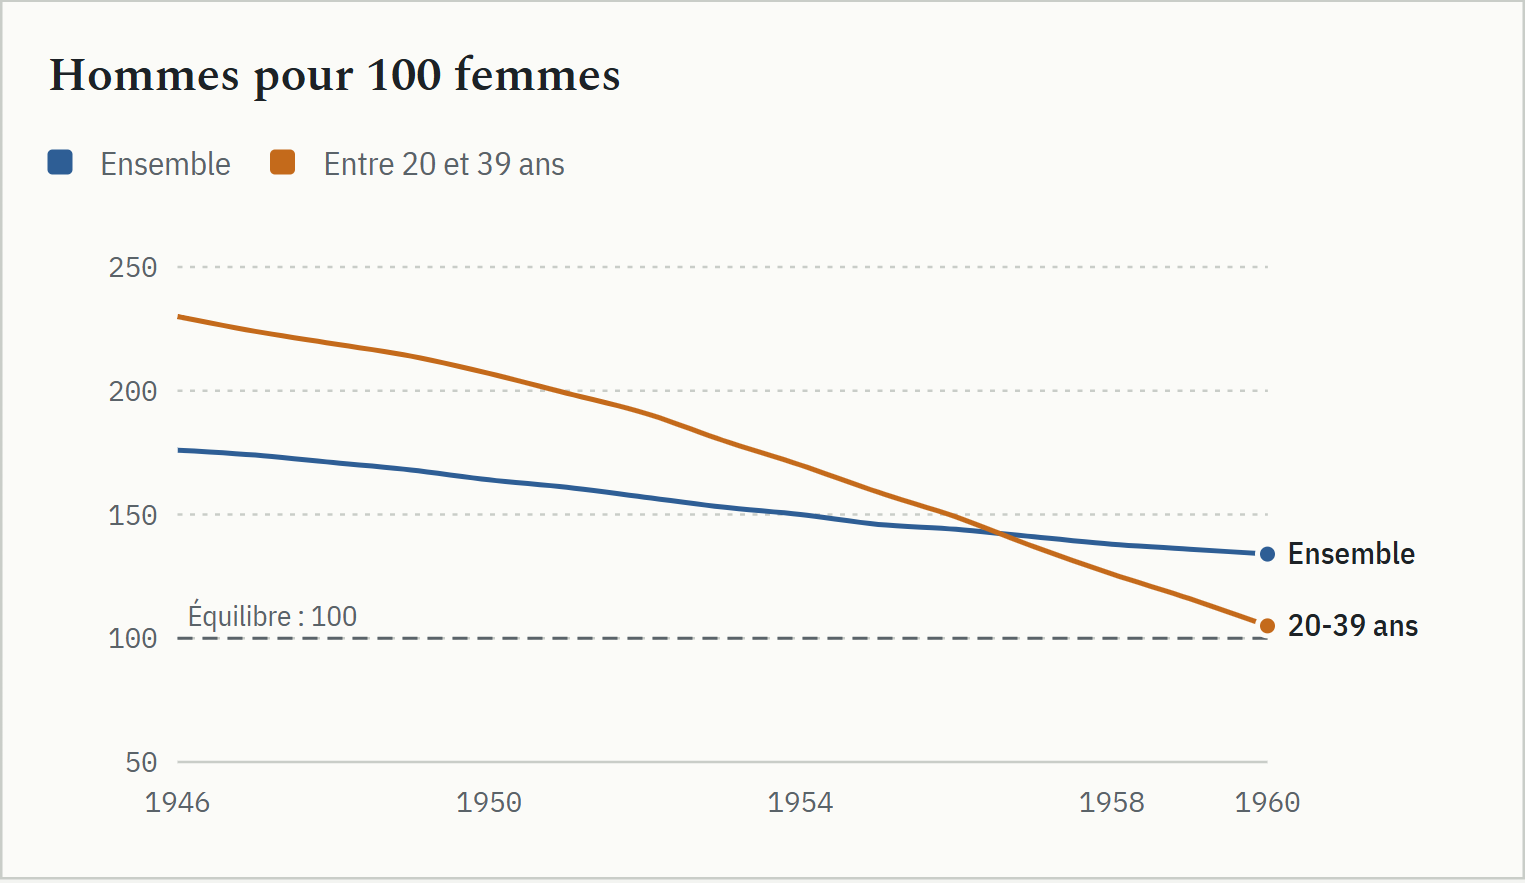 Hommes pour 100 femmes
Ensemble
Entre 20 et 39 ans
250
200
150
Ensemble
Équilibre : 100
20-39 ans
100
50
1946 1950 1954 1958 1960